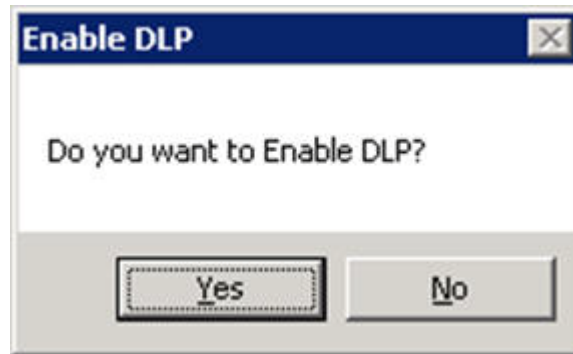 Enable DLP
Do you want to Enable DLP?
Yes No